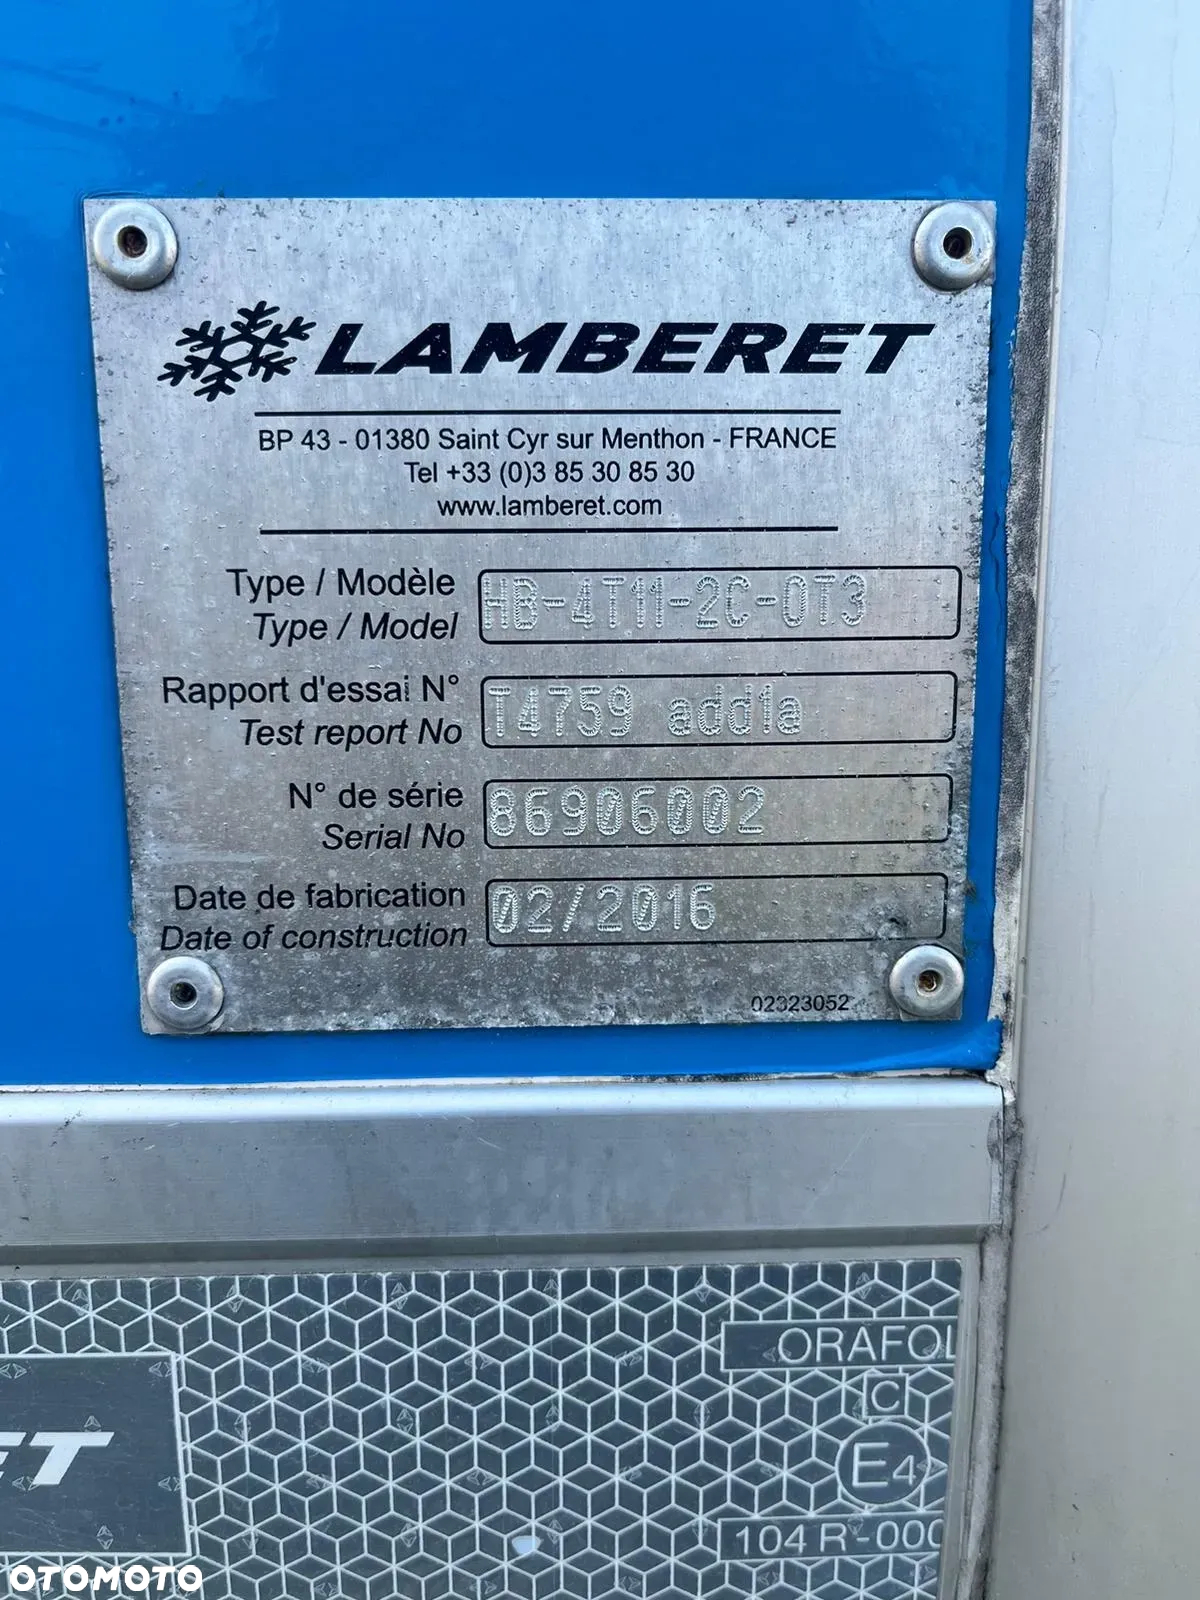 LAMBERET
BP 43 - 01380 Saint Cyr sur Menthon - FRANCE
Tel +33 (0)3 85 30 85 30
www.lamberet.com
Type / Modèle
Type / Model
HB-4T11-2C-0T3
Rapport d'essai N°
Test report No
T4759 add1a
N° de série
Serial No
86906002
Date de fabrication
Date of construction
02/2016
02323052
ORAFOL
C
E4
104 R-000
ET
OTOMOTO